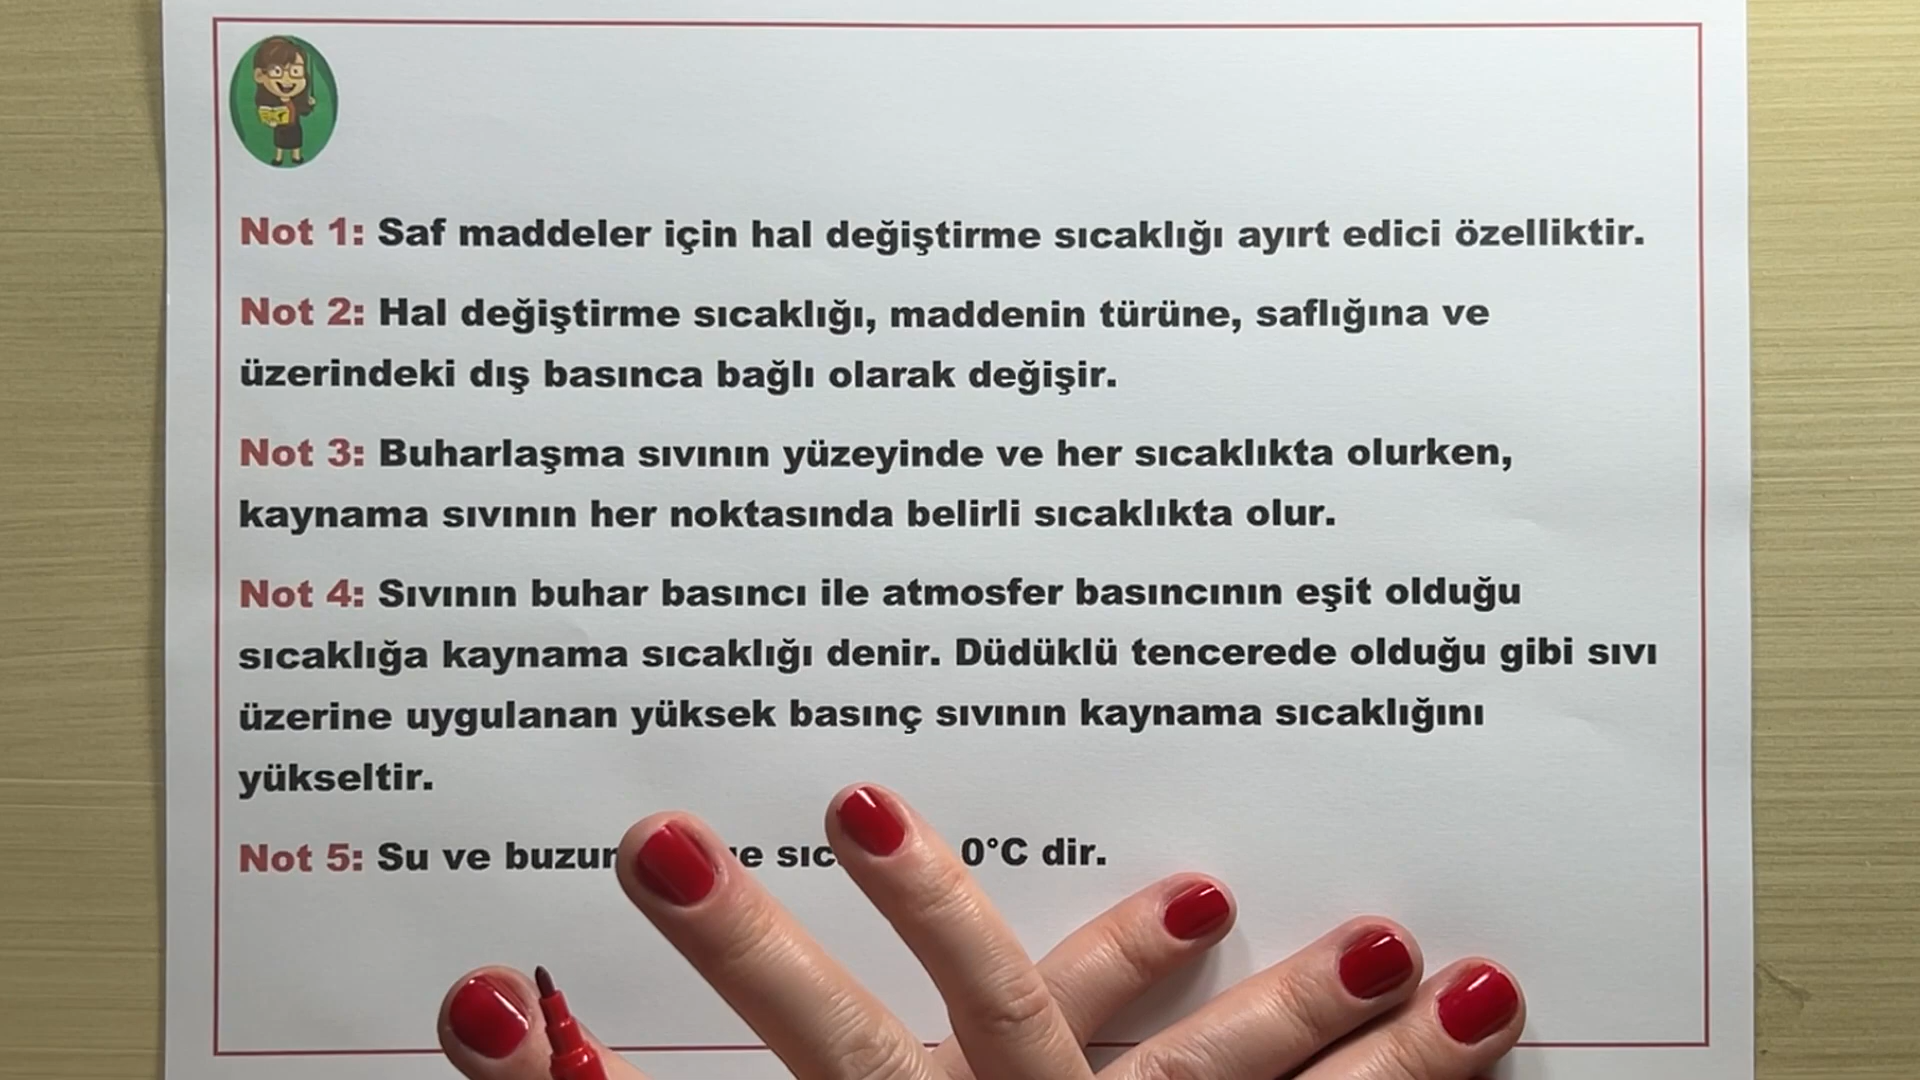 Not 1: Saf maddeler için hal değiştirme sıcaklığı ayırt edici özelliktir.
Not 2: Hal değiştirme sıcaklığı, maddenin türüne, saflığına ve
üzerindeki dış basınca bağlı olarak değişir.
Not 3: Buharlaşma sıvının yüzeyinde ve her sıcaklıkta olurken,
kaynama sıvının her noktasında belirli sıcaklıkta olur.
Not 4: Sıvının buhar basıncı ile atmosfer basıncının eşit olduğu
sıcaklığa kaynama sıcaklığı denir. Düdüklü tencerede olduğu gibi sıvı
üzerine uygulanan yüksek basınç sıvının kaynama sıcaklığını
yükseltir.
Not 5: Su ve 0°C dir.